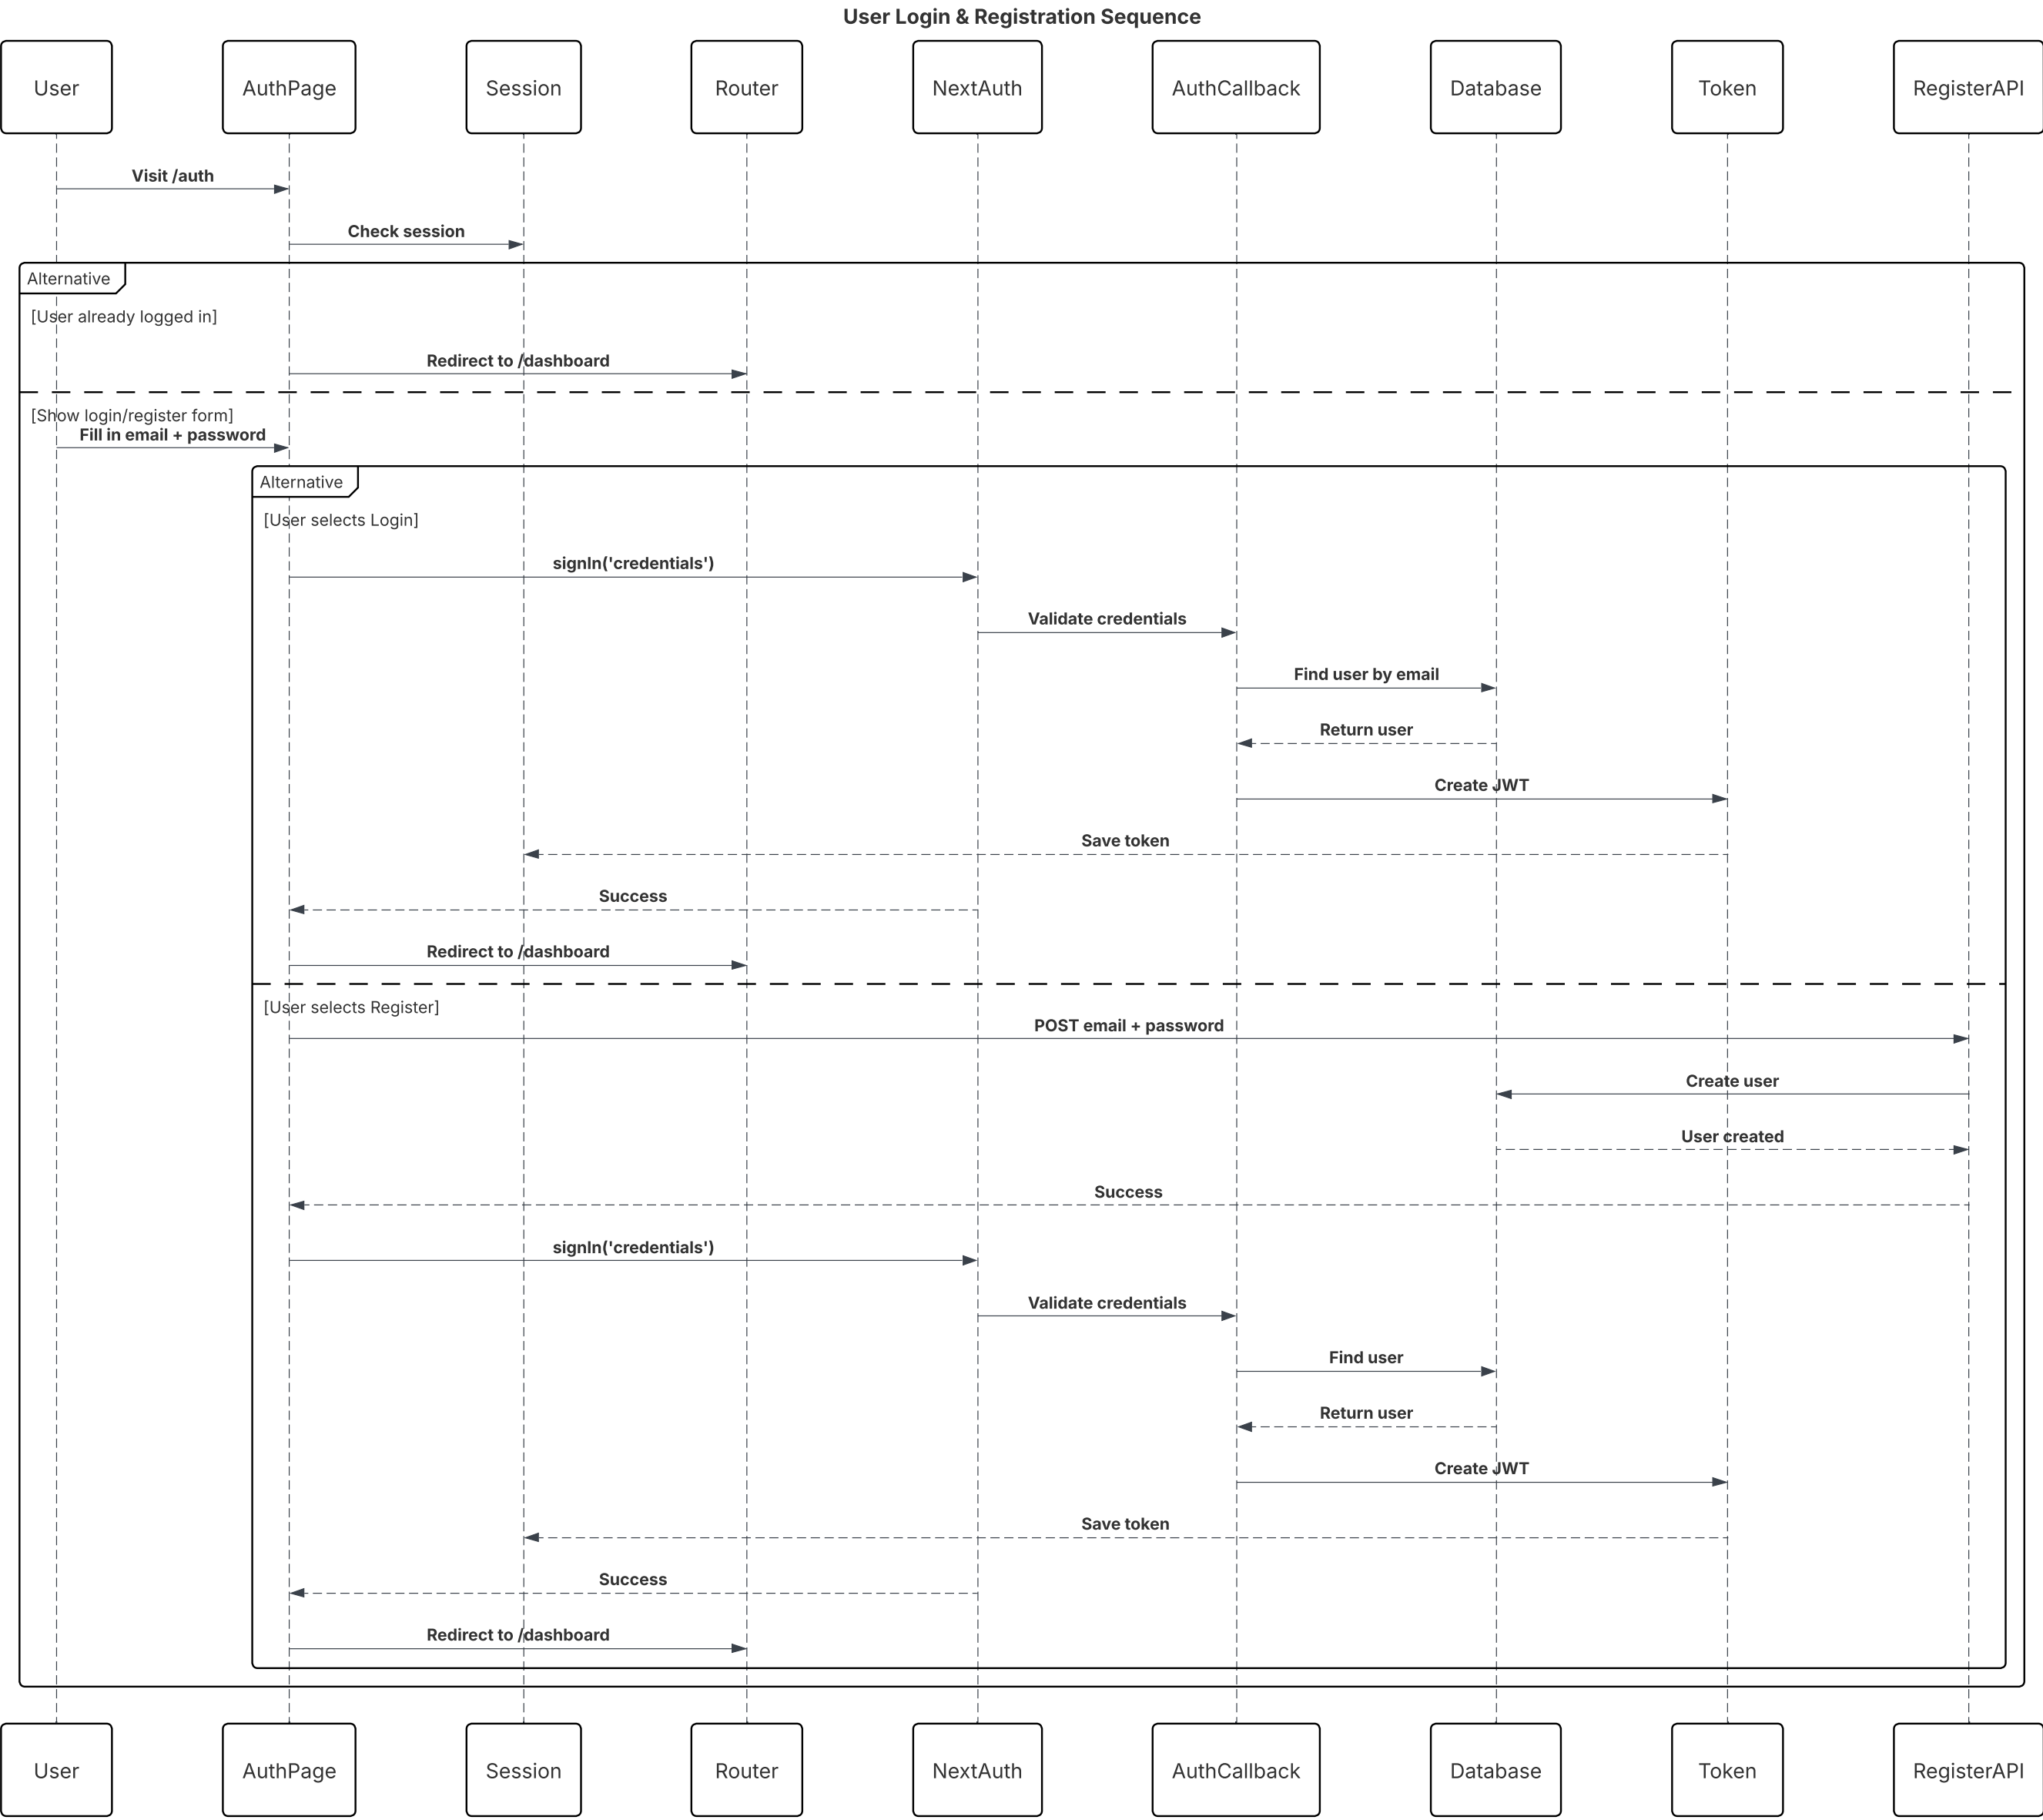 User Login & Registration Sequence
User
AuthPage
Session
Router
NextAuth
AuthCallback
Database
Token
RegisterAPI
Visit /auth
Check session
Alternative
[User already logged in]
Redirect to /dashboard
[Show login/register form]
Fill in email + password
Alternative
[User selects Login]
signIn('credentials')
Validate credentials
Find user by email
Return user
Create JWT
Save token
Success
Redirect to /dashboard
[User selects Register]
POST email + password
Create user
User created
Success
signIn('credentials')
Validate credentials
Find user
Return user
Create JWT
Save token
Success
Redirect to /dashboard
User
AuthPage
Session
Router
NextAuth
AuthCallback
Database
Token
RegisterAPI